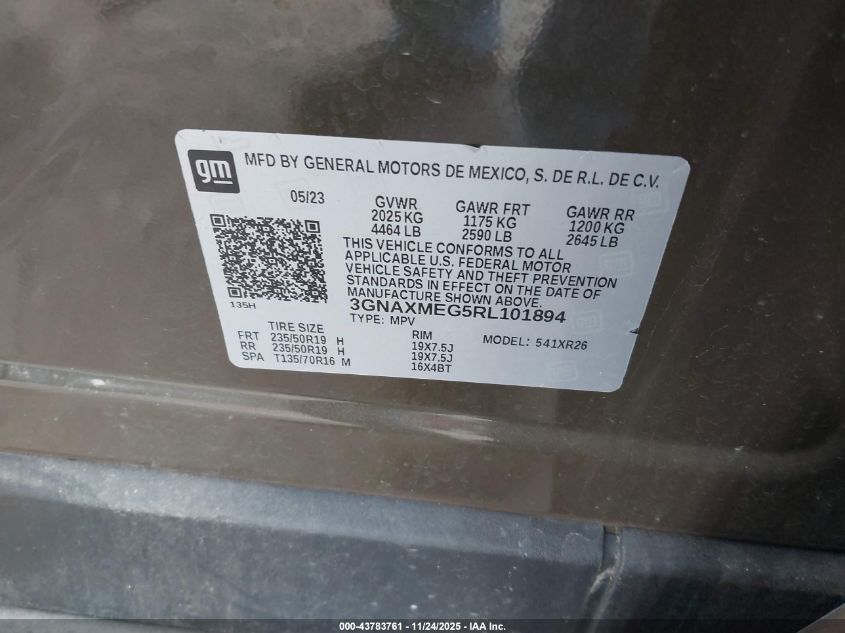 gm
MFD BY GENERAL MOTORS DE MEXICO, S. DE R.L. DE C.V.
05/23 GVWR GAWR FRT GAWR RR
2025 KG 1175 KG 1200 KG
4464 LB 2590 LB 2645 LB
THIS VEHICLE CONFORMS TO ALL
APPLICABLE U.S. FEDERAL MOTOR
VEHICLE SAFETY AND THEFT PREVENTION
STANDARDS IN EFFECT ON THE DATE OF
MANUFACTURE SHOWN ABOVE.
135H
3GNAXMEG5RL101894
TYPE: MPV
TIRE SIZE RIM MODEL: 541XR26
FRT 235/50R19 H 19X7.5J
RR 235/50R19 H 19X7.5J
SPA T135/70R16 M 16X4BT
000-43783761 - 11/24/2025 - IAA Inc.